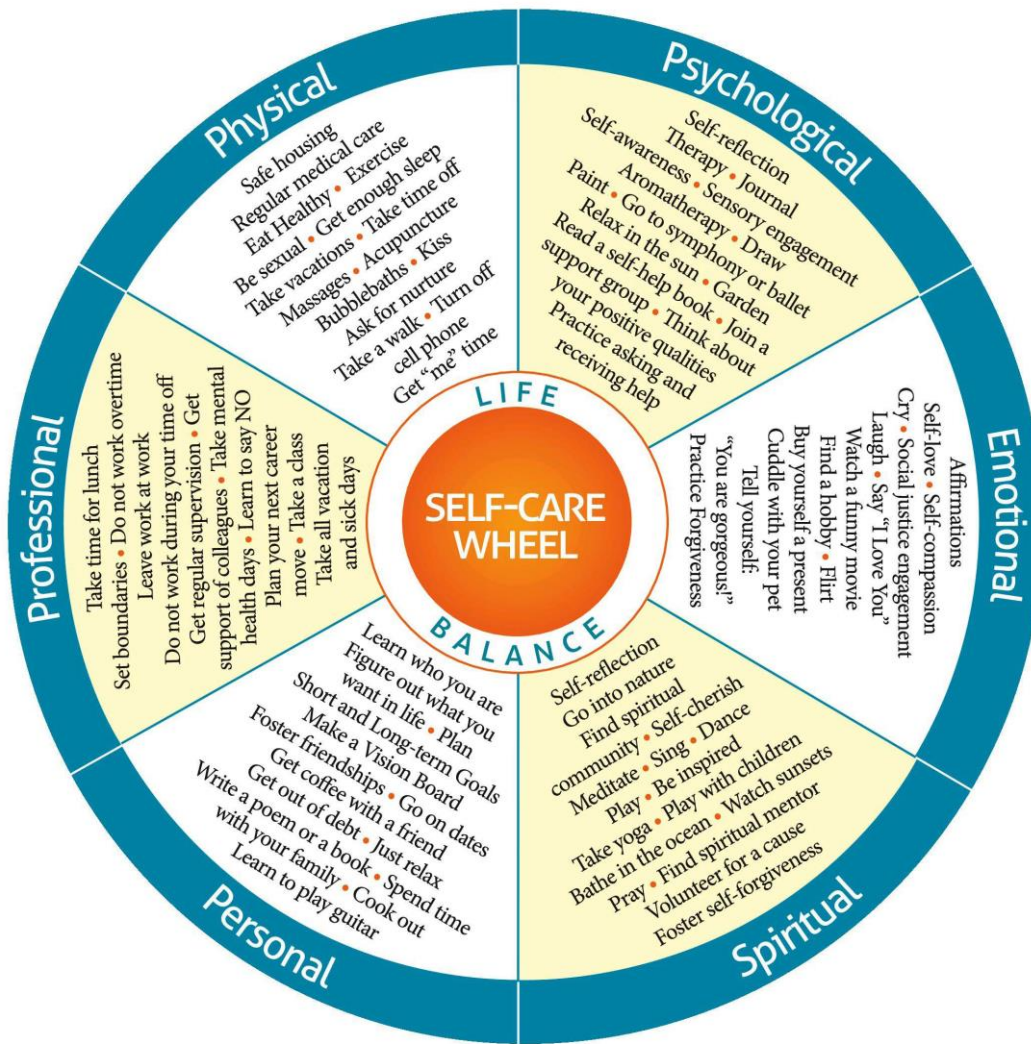 Physical
Safe housing
Regular medical care
Eat Healthy • Exercise
Be sexual • Get enough sleep
Take vacations • Take time off
Massages • Acupuncture
Bubblebaths • Kiss
Ask for nurture
Take a walk • Turn off
cell phone
Get “me” time
Psychological
Self-reflection
Therapy • Journal
Self-awareness • Sensory engagement
Aromatherapy • Draw
Paint • Go to symphony or ballet
Relax in the sun • Garden
Read a self-help book • Join a
support group • Think about
your positive qualities
Practice asking and
receiving help
Emotional
Affirmations
Self-love • Self-compassion
Cry • Social justice engagement
Laugh • Say “I Love You”
Watch a funny movie
Find a hobby • Flirt
Buy yourself a present
Cuddle with your pet
Tell yourself:
“You are gorgeous!”
Practice Forgiveness
Spiritual
Self-reflection
Go into nature
Find spiritual
community • Self-cherish
Meditate • Sing • Dance
Play • Be inspired
Take yoga • Play with children
Bathe in the ocean • Watch sunsets
Pray • Find spiritual mentor
Volunteer for a cause
Foster self-forgiveness
Personal
Learn who you are
Figure out what you
want in life • Plan
Short and Long-term Goals
Make a Vision Board
Foster friendships • Go on dates
Get coffee with a friend
Get out of debt • Just relax
Write a poem or a book • Spend time
with your family • Cook out
Learn to play guitar
Professional
Take time for lunch
Set boundaries • Do not work overtime
Leave work at work
Do not work during your time off
Get regular supervision • Get
support of colleagues • Take mental
health days • Learn to say NO
Plan your next career
move • Take a class
Take all vacation
and sick days
LIFE
SELF-CARE
WHEEL
BALANCE